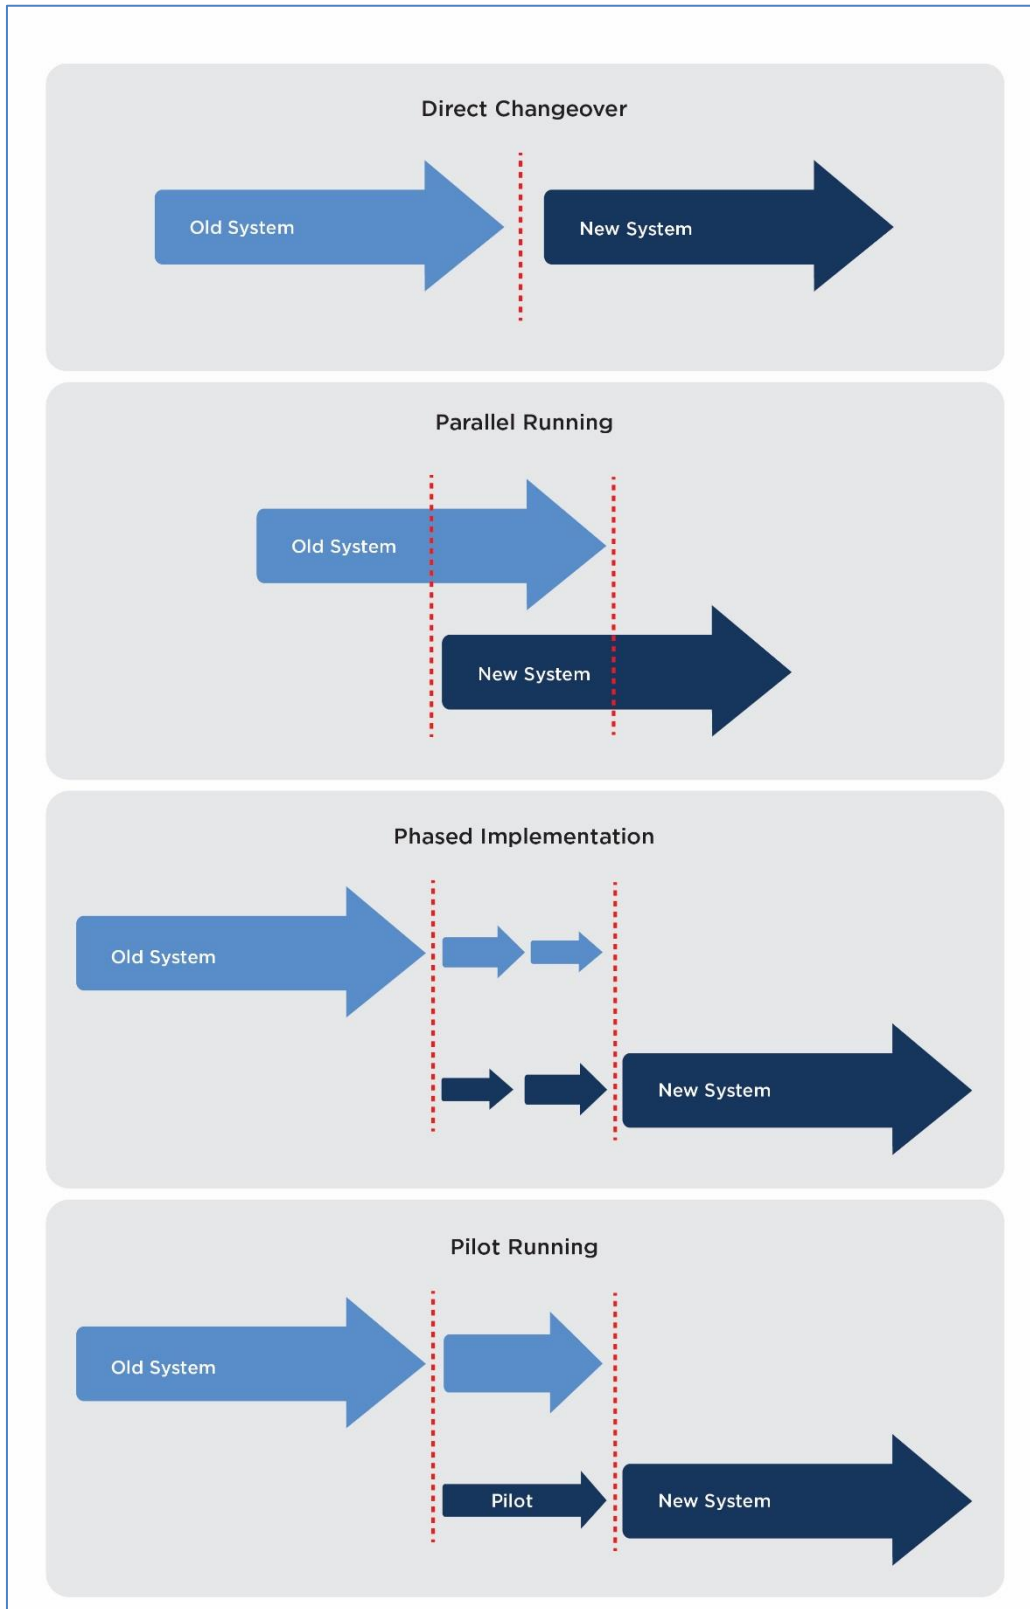 Direct Changeover
Old System
New System
Parallel Running
Old System
New System
Phased Implementation
Old System
New System
Pilot Running
Old System
Pilot
New System